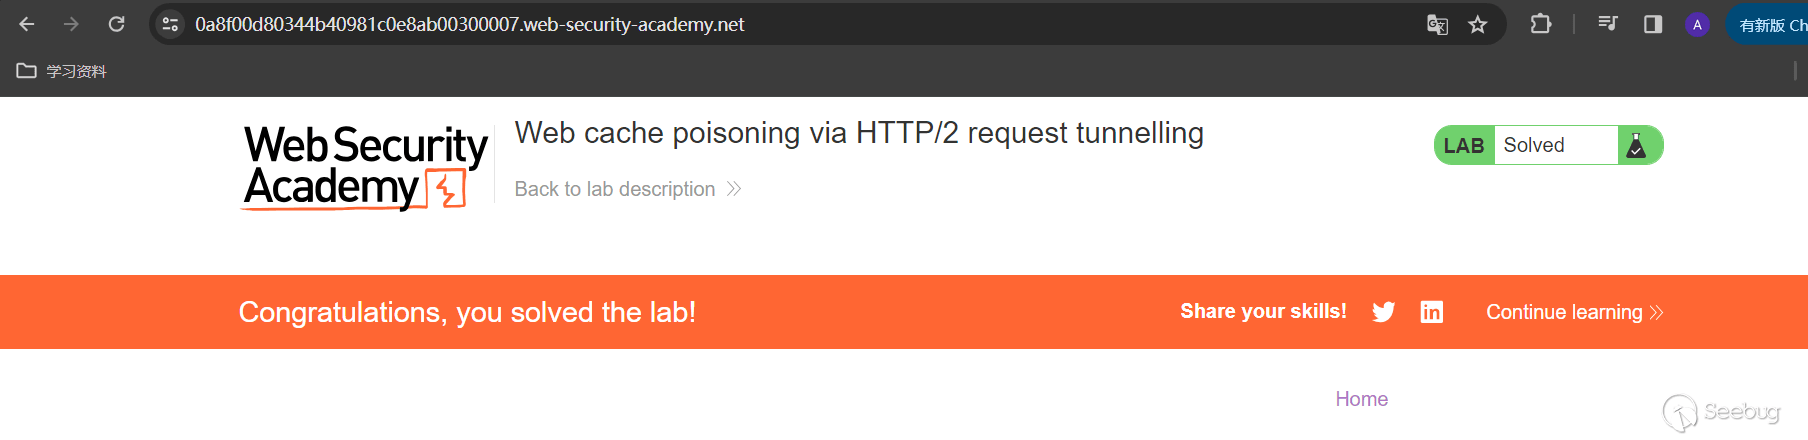 0a8f00d80344b40981c0e8ab00300007.web-security-academy.net
A
有新版 Ch
学习资料
Web Security
Academy
Web cache poisoning via HTTP/2 request tunnelling
Back to lab description
LAB Solved
Congratulations, you solved the lab!
Share your skills!
Continue learning
Home
Seebug